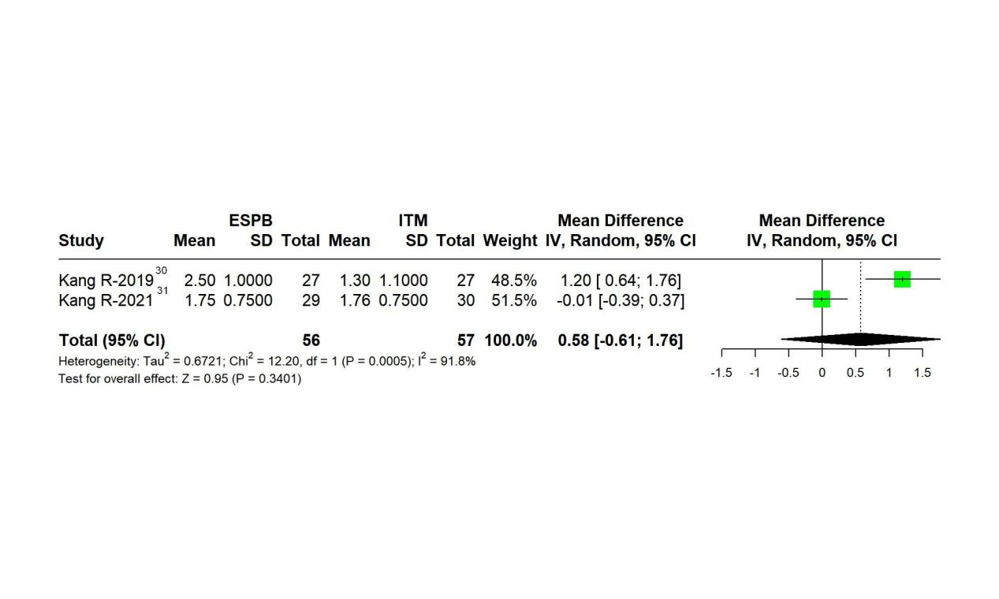 ESPB ITM Mean Difference Mean Difference
Study Mean SD Total Mean SD Total Weight IV, Random, 95% CI IV, Random, 95% CI
Kang R-2019 30 2.50 1.0000 27 1.30 1.1000 27 48.5% 1.20 [ 0.64; 1.76]
Kang R-2021 31 1.75 0.7500 29 1.76 0.7500 30 51.5% -0.01 [-0.39; 0.37]
Total (95% CI) 56 57 100.0% 0.58 [-0.61; 1.76]
Heterogeneity: Tau2 = 0.6721; Chi2 = 12.20, df = 1 (P = 0.0005); I2 = 91.8%
Test for overall effect: Z = 0.95 (P = 0.3401)
-1.5 -1 -0.5 0 0.5 1 1.5